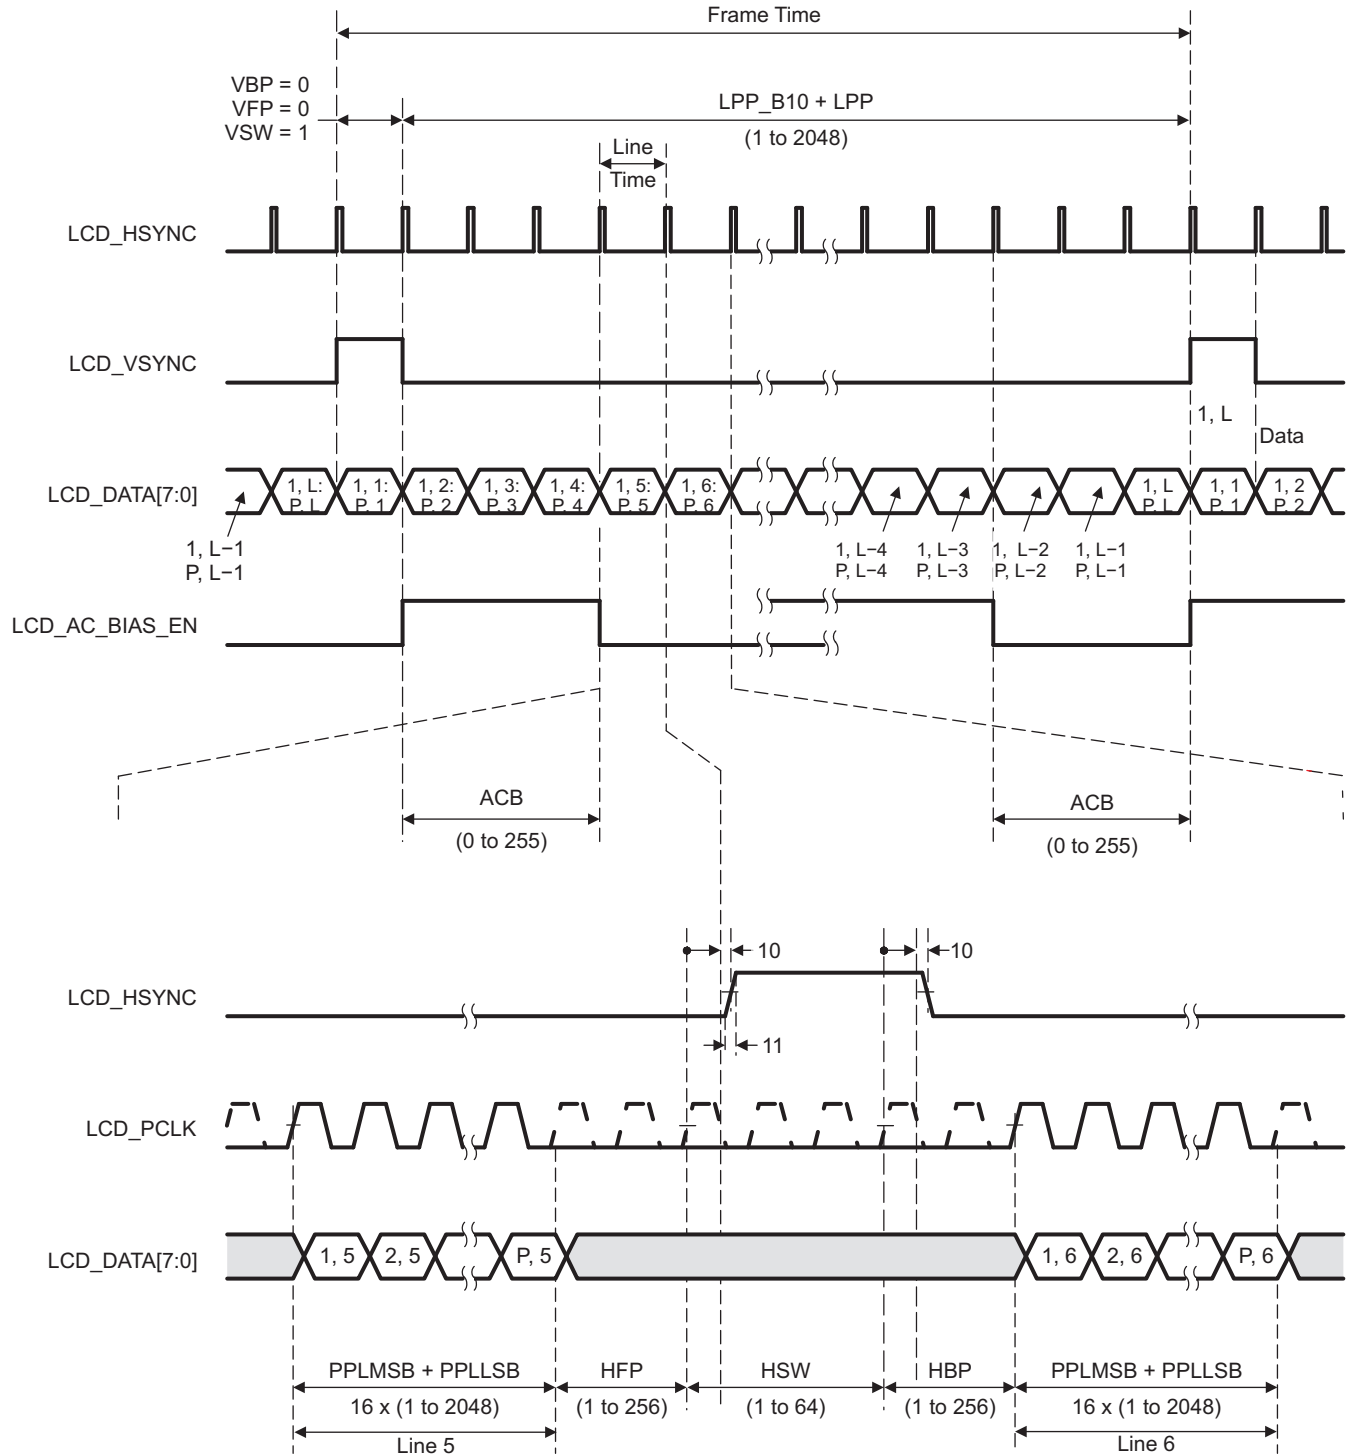 Frame Time
VBP = 0
VFP = 0
VSW = 1
LPP_B10 + LPP
(1 to 2048)
Line
Time
LCD_HSYNC
LCD_VSYNC
1, L
Data
LCD_DATA[7:0]
1, L: P, L
1, 1: P, 1
1, 2: P, 2
1, 3: P, 3
1, 4: P, 4
1, 5: P, 5
1, 6: P, 6
1, L P, L
1, 1 P, 1
1, 2 P, 2
1, L−1
P, L−1
1, L−4
P, L−4
1, L−3
P, L−3
1, L−2
P, L−2
1, L−1
P, L−1
LCD_AC_BIAS_EN
ACB
(0 to 255)
ACB
(0 to 255)
10
10
LCD_HSYNC
11
LCD_PCLK
LCD_DATA[7:0]
1, 5
2, 5
P, 5
1, 6
2, 6
P, 6
PPLMSB + PPLLSB
16 x (1 to 2048)
Line 5
HFP
(1 to 256)
HSW
(1 to 64)
HBP
(1 to 256)
PPLMSB + PPLLSB
16 x (1 to 2048)
Line 6